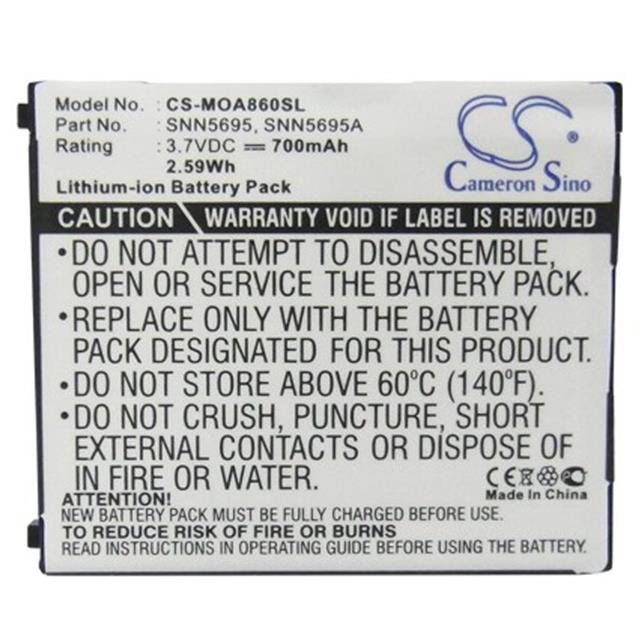 Model No. : CS-MOA860SL
Part No. : SNN5695, SNN5695A
Rating : 3.7VDC 700mAh
2.59Wh
Lithium-ion Battery Pack
CS
Cameron Sino
CAUTION WARRANTY VOID IF LABEL IS REMOVED
•DO NOT ATTEMPT TO DISASSEMBLE,
OPEN OR SERVICE THE BATTERY PACK.
•REPLACE ONLY WITH THE BATTERY
PACK DESIGNATED FOR THIS PRODUCT.
•DO NOT STORE ABOVE 60°C (140°F).
•DO NOT CRUSH, PUNCTURE, SHORT
EXTERNAL CONTACTS OR DISPOSE
IN FIRE OR WATER.
CE
Made In China
ATTENTION!
NEW BATTERY PACK MUST BE FULLY CHARGED BEFORE USE
TO REDUCE RISK OF FIRE OR BURNS
READ INSTRUCTIONS IN OPERATING GUIDE BEFORE BATTERY USE.